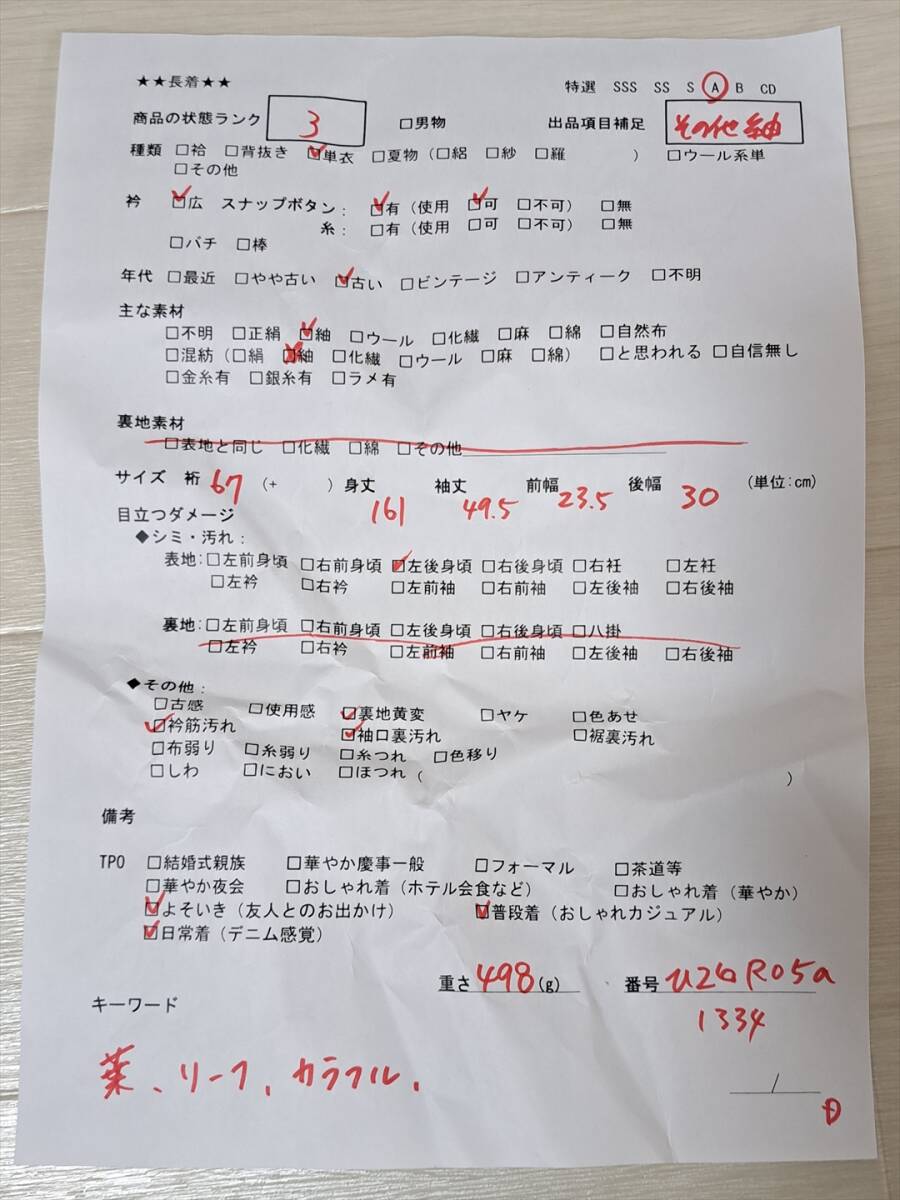 ★★長着★★ 特選 SSS SS S A B CD
商品の状態ランク 3 □男物 出品項目補足 その他紬
種類 □袷 □背抜き ☑単衣 □夏物(□絽 □紗 □羅 ) □ウール系単
□その他
衿 ☑広 スナップボタン: ☑有(使用 ☑可 □不可) □無
糸: □有(使用 □可 □不可) □無
□バチ □棒
年代 □最近 □やや古い ☑古い □ビンテージ □アンティーク □不明
主な素材
□不明 □正絹 ☑紬 □ウール □化繊 □麻 □綿 □自然布
□混紡(□絹 ☑紬 □化繊 □ウール □麻 □綿) □と思われる □自信無し
□金糸有 □銀糸有 □ラメ有
裏地素材
□表地と同じ □化繊 □綿 □その他
サイズ 裄 67 (+ ) 身丈 161 袖丈 49.5 前幅 23.5 後幅 30 (単位:cm)
目立つダメージ
◆シミ・汚れ:
表地:□左前身頃 □右前身頃 ☑左後身頃 □右後身頃 □右衽 □左衽
□左衿 □右衿 □左前袖 □右前袖 □左後袖 □右後袖
裏地:□左前身頃 □右前身頃 □左後身頃 □右後身頃 □八掛
□左衿 □右衿 □左前袖 □右前袖 □左後袖 □右後袖
◆その他:
□古感 □使用感 ☑裏地黄変 □ヤケ □色あせ
☑衿筋汚れ ☑袖口裏汚れ □裾裏汚れ
□布弱り □糸弱り □糸つれ □色移り
□しわ □におい □ほつれ( )
備考
TPO □結婚式親族 □華やか慶事一般 □フォーマル □茶道等
□華やか夜会 □おしゃれ着(ホテル会食など) □おしゃれ着(華やか)
☑よそいき(友人とのお出かけ) ☑普段着(おしゃれカジュアル)
☑日常着(デニム感覚)
重さ 498(g) 番号 U26R05a
1334
キーワード
葉、リーフ、カラフル、